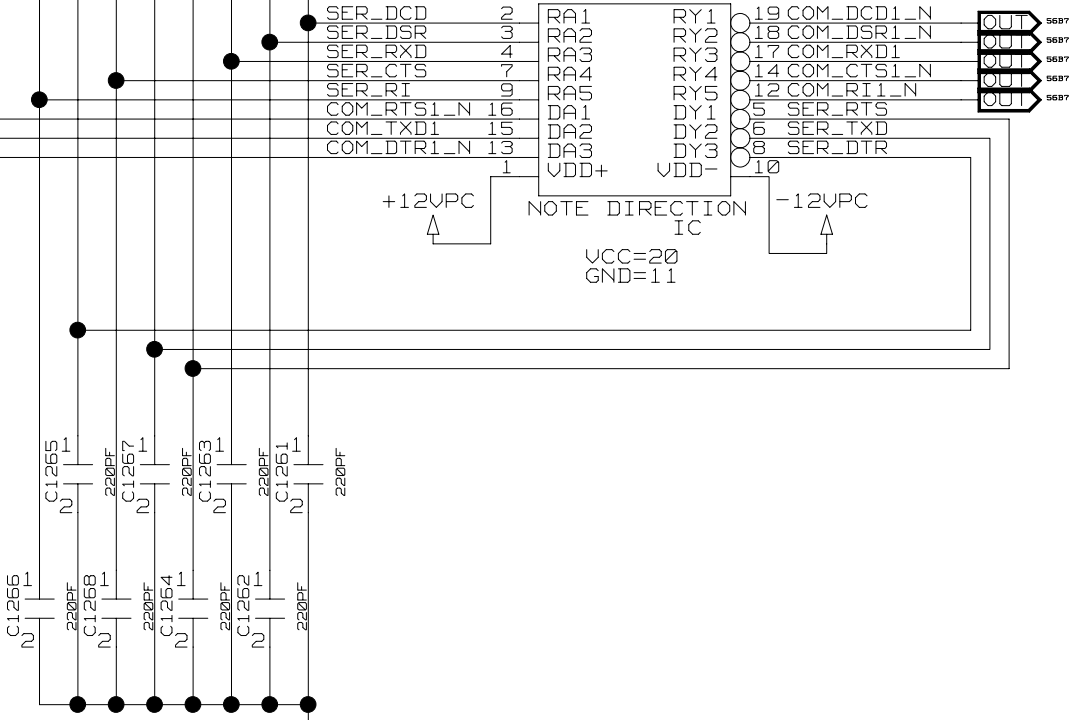 SER_DCD 2 RA1 RY1 19 COM_DCD1_N OUT S6B7
SER_DSR 3 RA2 RY2 18 COM_DSR1_N OUT S6B7
SER_RXD 4 RA3 RY3 17 COM_RXD1 OUT S6B7
SER_CTS 7 RA4 RY4 14 COM_CTS1_N OUT S6B7
SER_RI 9 RA5 RY5 12 COM_RI1_N OUT S6B7
COM_RTS1_N 16 DA1 DY1 5 SER_RTS
COM_TXD1 15 DA2 DY2 6 SER_TXD
COM_DTR1_N 13 DA3 DY3 8 SER_DTR
1 VDD+ VDD- 10
+12VPC NOTE DIRECTION -12VPC
IC
VCC=20
GND=11
C1265 1 2 220PF
C1267 1 2 220PF
C1263 1 2 220PF
C1261 1 2 220PF
C1266 1 2 220PF
C1268 1 2 220PF
C1264 1 2 220PF
C1262 1 2 220PF